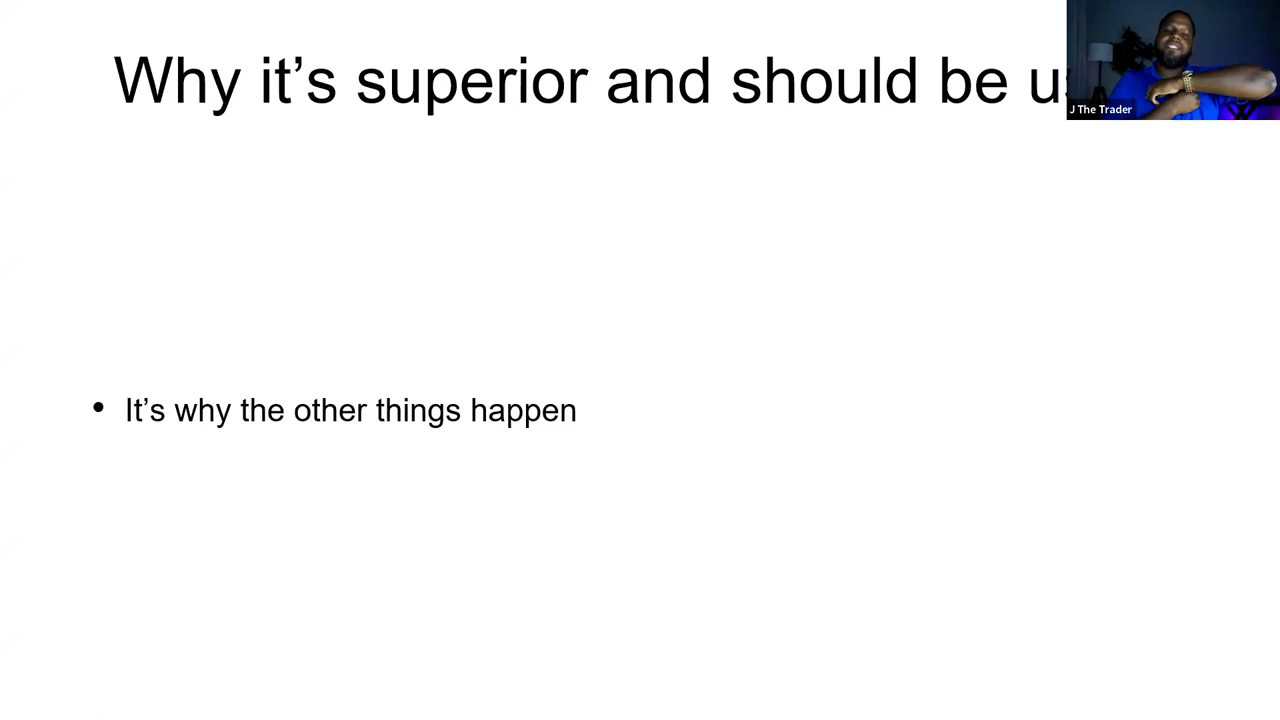 Why it's superior and should be
J The Trader
• It's why the other things happen